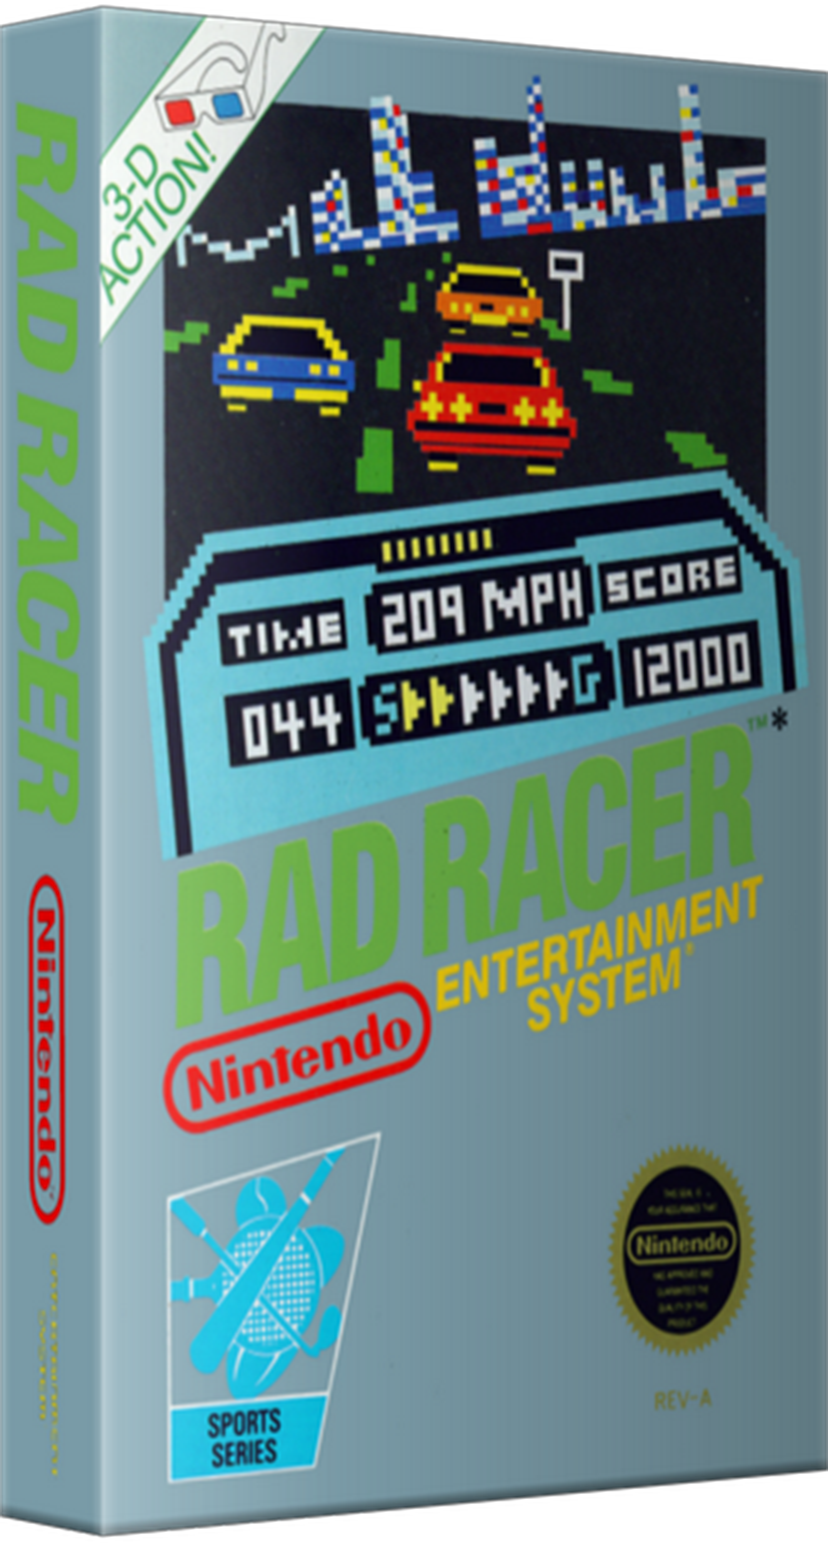 RAD RACER
Nintendo
3-D
ACTION!
TIME
209 MPH
SCORE
044
S
G
12000
RAD RACER™*
ENTERTAINMENT
SYSTEM®
Nintendo
SPORTS
SERIES
Nintendo
REV-A